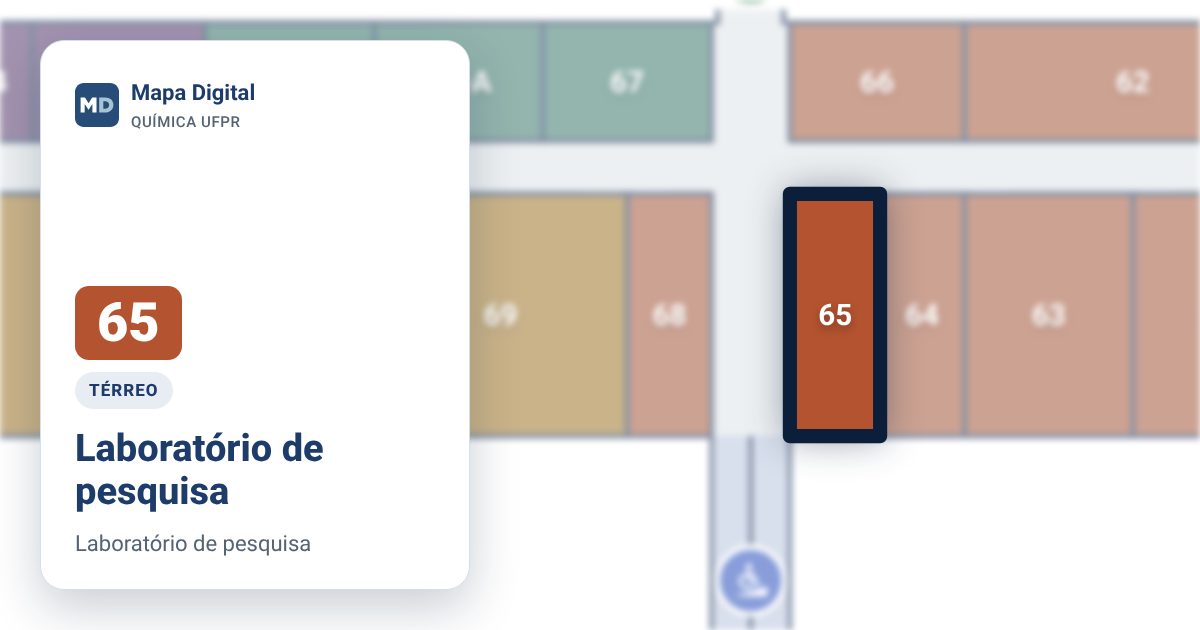 MD
Mapa Digital
QUÍMICA UFPR
65
TÉRREO
Laboratório de
pesquisa
Laboratório de pesquisa
A
67
66
62
69
68
65
64
63